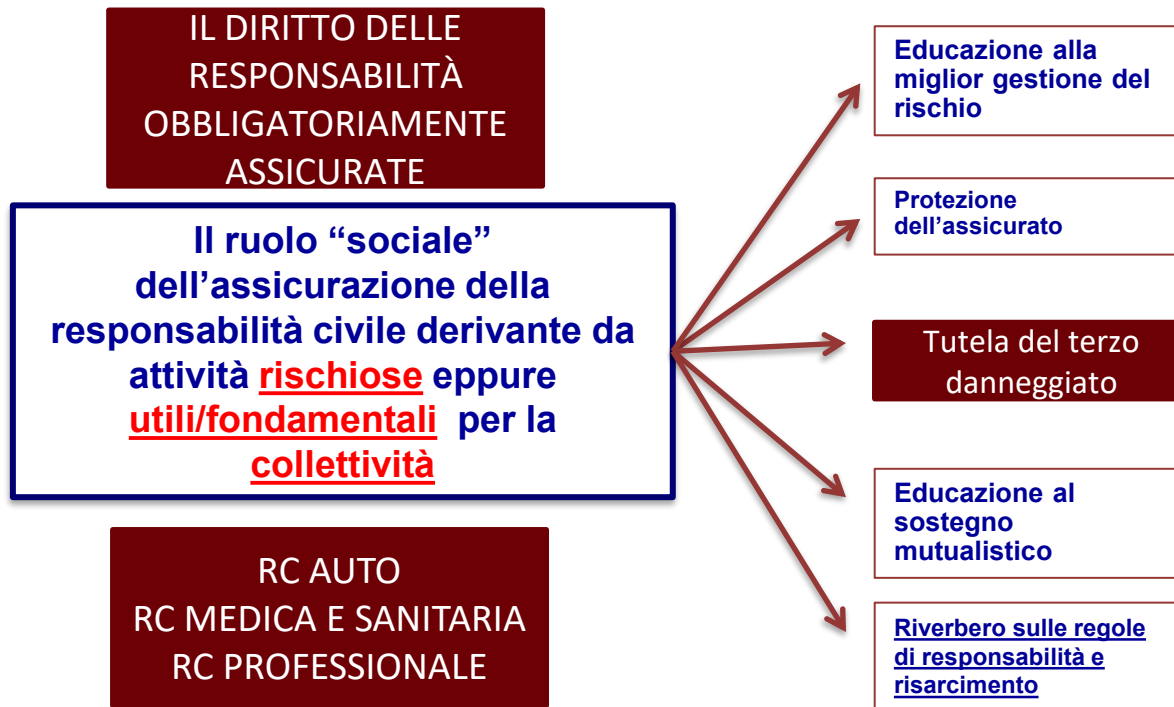 IL DIRITTO DELLE
RESPONSABILITÀ
OBBLIGATORIAMENTE
ASSICURATE
Il ruolo “sociale”
dell’assicurazione della
responsabilità civile derivante da
attività rischiose eppure
utili/fondamentali per la
collettività
RC AUTO
RC MEDICA E SANITARIA
RC PROFESSIONALE
Educazione alla
miglior gestione del
rischio
Protezione
dell’assicurato
Tutela del terzo
danneggiato
Educazione al
sostegno
mutualistico
Riverbero sulle regole
di responsabilità e
risarcimento